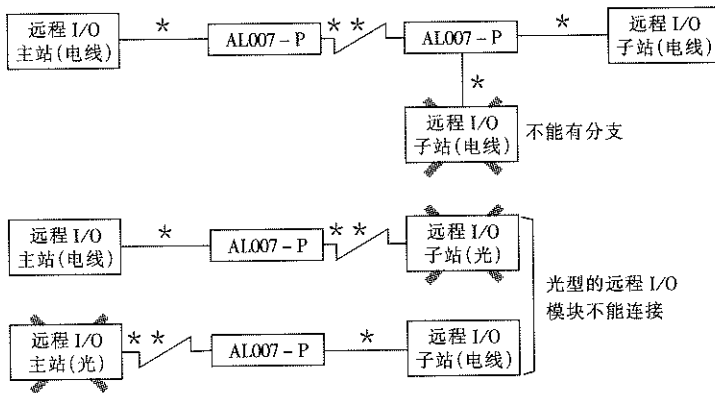 远程 I/O
主站(电线)
*
AL007-P
* *
AL007-P
*
远程 I/O
子站(电线)
*
远程 I/O
子站(电线)
不能有分支
远程 I/O
主站(电线)
*
AL007-P
* *
远程 I/O
子站(光)
光型的远程 I/O
模块不能连接
远程 I/O
主站(光)
* *
AL007-P
*
远程 I/O
子站(电线)